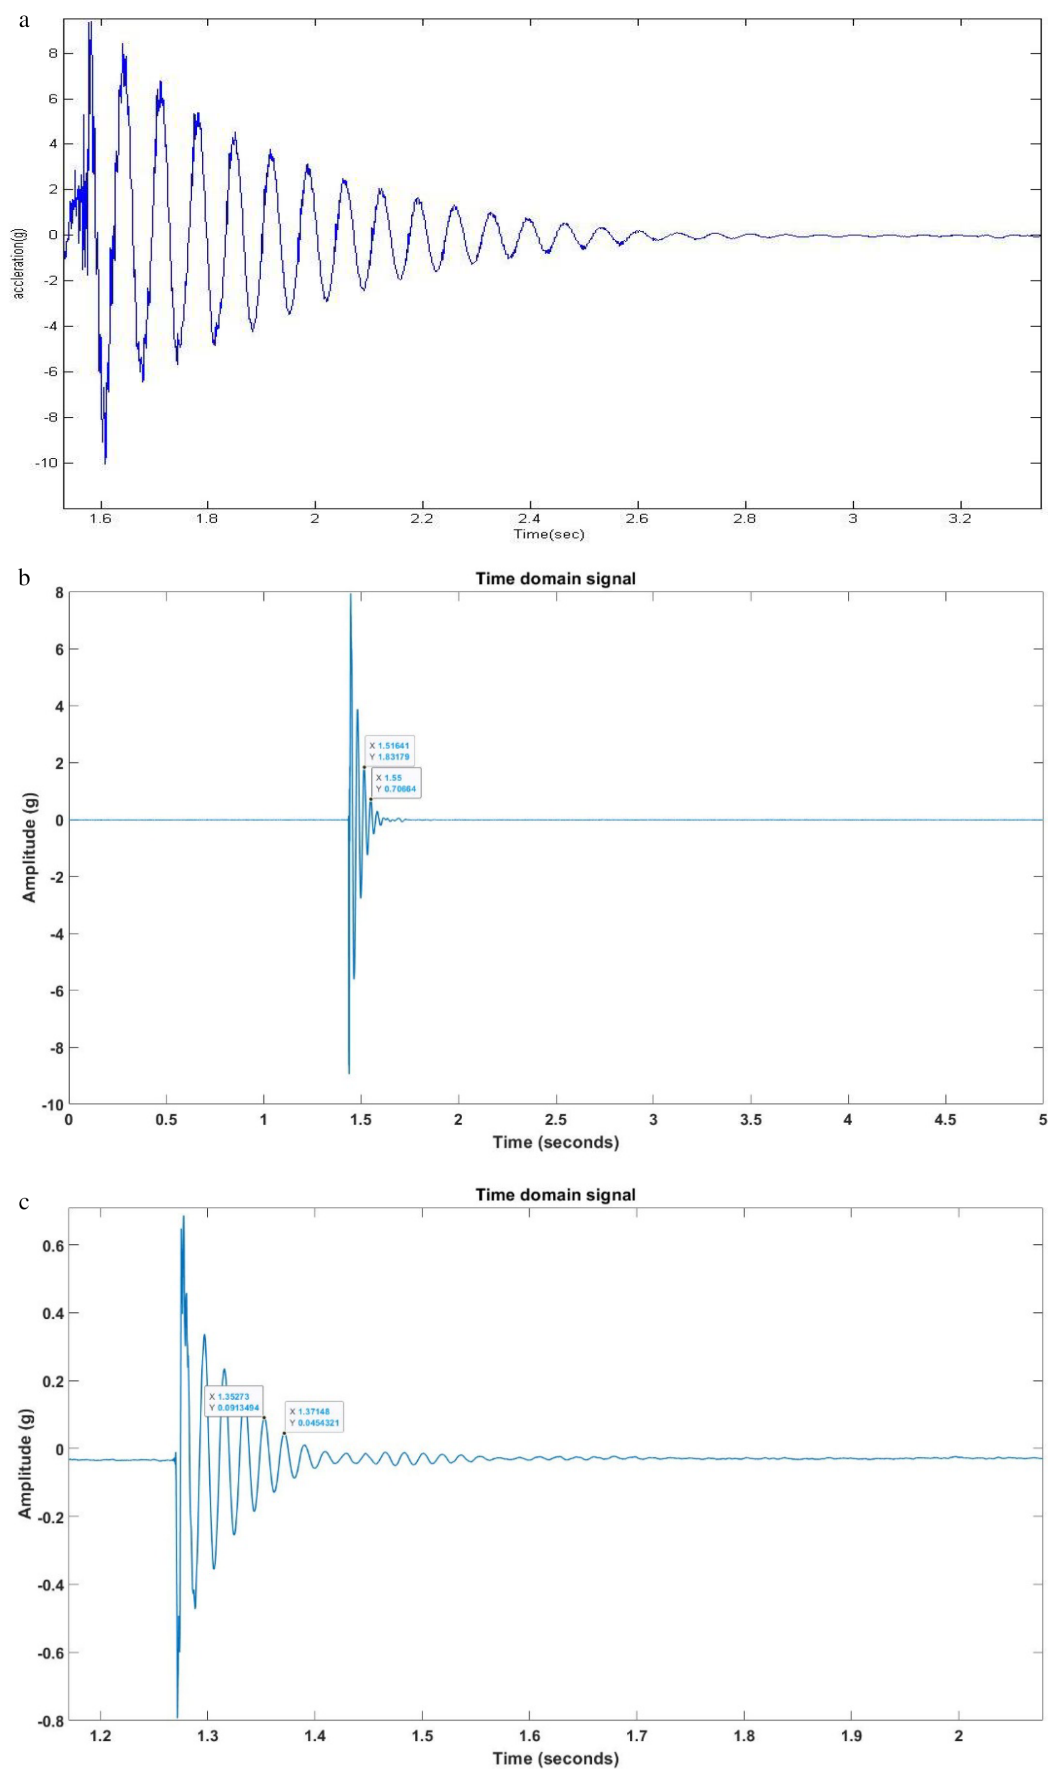 a
8
6
4
2
0
-2
-4
-6
-8
-10
accleration(g)
1.6 1.8 2 2.2 2.4 2.6 2.8 3 3.2
Time(sec)
b
Time domain signal
8
6
4
2
0
-2
-4
-6
-8
-10
Amplitude (g)
X 1.51641
Y 1.83179
X 1.55
Y 0.70664
0 0.5 1 1.5 2 2.5 3 3.5 4 4.5 5
Time (seconds)
c
Time domain signal
0.6
0.4
0.2
0
-0.2
-0.4
-0.6
-0.8
Amplitude (g)
X 1.35273
Y 0.0913494
X 1.37148
Y 0.0454321
1.2 1.3 1.4 1.5 1.6 1.7 1.8 1.9 2
Time (seconds)